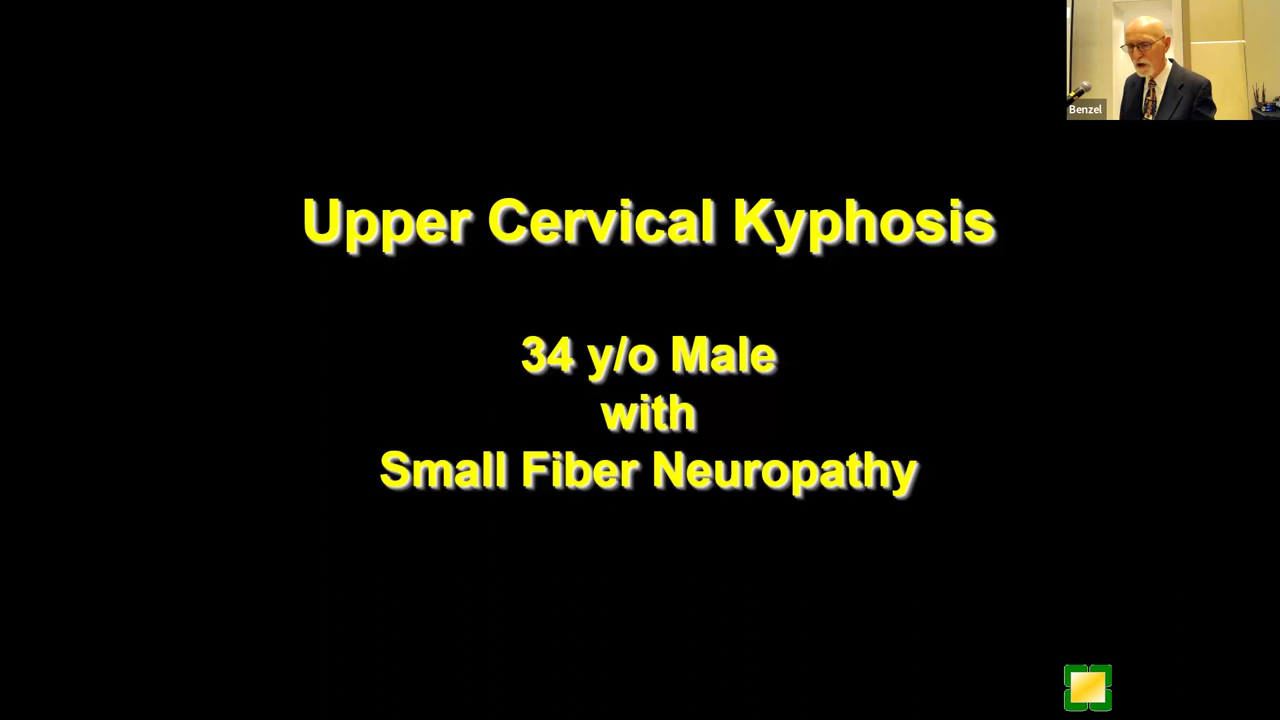 Benzel
Upper Cervical Kyphosis
34 y/o Male
with
Small Fiber Neuropathy